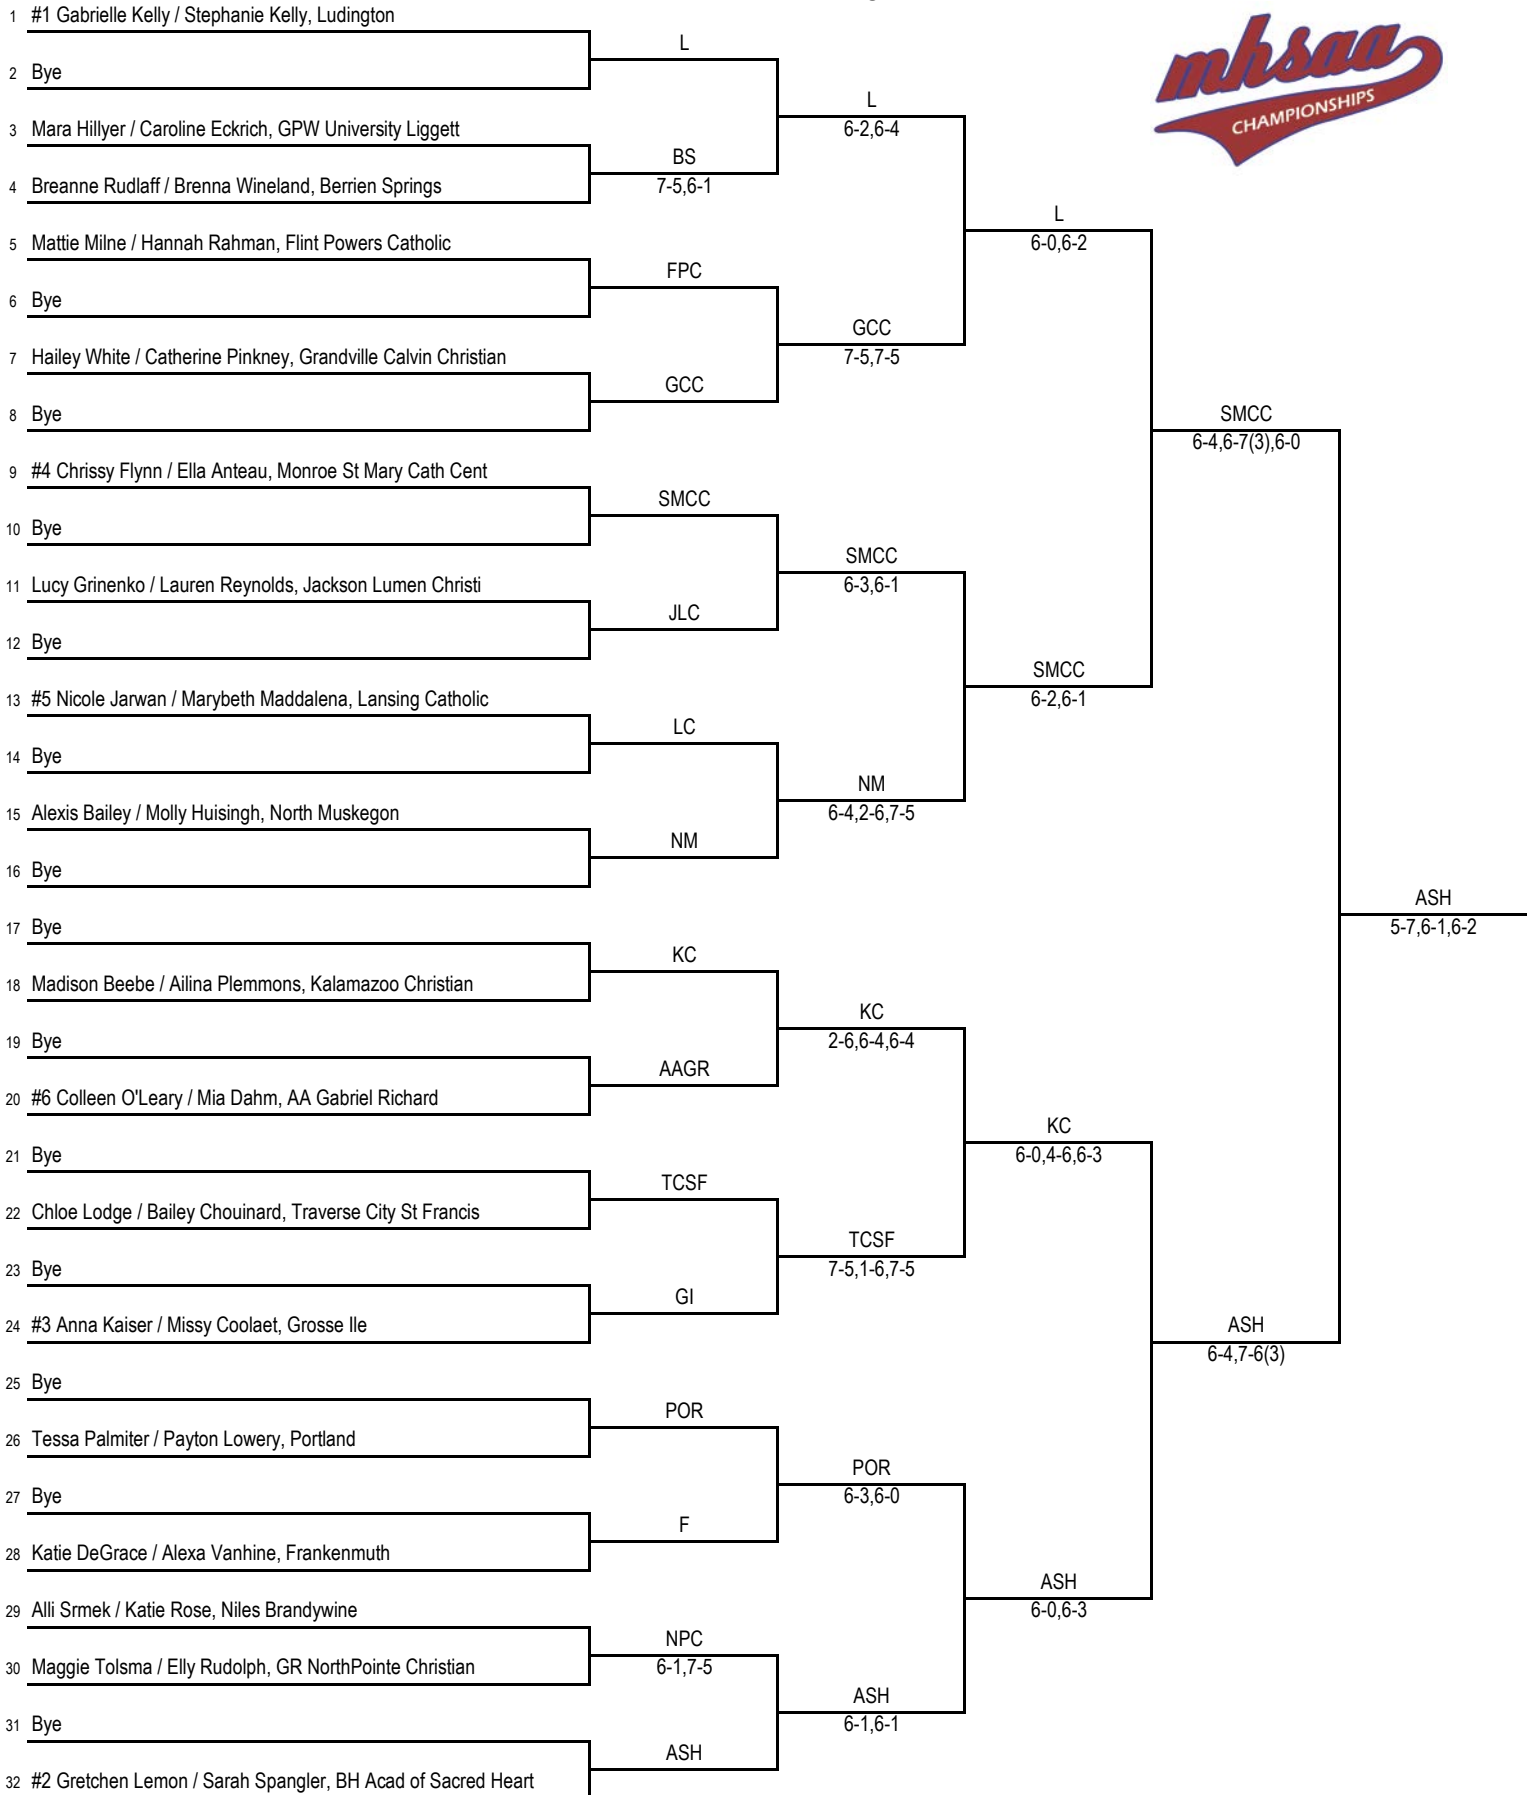 mhsaa
CHAMPIONSHIPS
1 #1 Gabrielle Kelly / Stephanie Kelly, Ludington
L
2 Bye
L
6-2,6-4
3 Mara Hillyer / Caroline Eckrich, GPW University Liggett
BS
7-5,6-1
4 Breanne Rudlaff / Brenna Wineland, Berrien Springs
L
6-0,6-2
5 Mattie Milne / Hannah Rahman, Flint Powers Catholic
FPC
6 Bye
GCC
7-5,7-5
7 Hailey White / Catherine Pinkney, Grandville Calvin Christian
GCC
8 Bye
SMCC
6-4,6-7(3),6-0
9 #4 Chrissy Flynn / Ella Anteau, Monroe St Mary Cath Cent
SMCC
10 Bye
SMCC
6-3,6-1
11 Lucy Grinenko / Lauren Reynolds, Jackson Lumen Christi
JLC
12 Bye
SMCC
6-2,6-1
13 #5 Nicole Jarwan / Marybeth Maddalena, Lansing Catholic
LC
14 Bye
NM
6-4,2-6,7-5
15 Alexis Bailey / Molly Huisingh, North Muskegon
NM
16 Bye
ASH
5-7,6-1,6-2
17 Bye
KC
18 Madison Beebe / Ailina Plemmons, Kalamazoo Christian
KC
2-6,6-4,6-4
19 Bye
AAGR
20 #6 Colleen O'Leary / Mia Dahm, AA Gabriel Richard
KC
6-0,4-6,6-3
21 Bye
TCSF
22 Chloe Lodge / Bailey Chouinard, Traverse City St Francis
TCSF
7-5,1-6,7-5
23 Bye
GI
24 #3 Anna Kaiser / Missy Coolaet, Grosse Ile
ASH
6-4,7-6(3)
25 Bye
POR
26 Tessa Palmiter / Payton Lowery, Portland
POR
6-3,6-0
27 Bye
F
28 Katie DeGrace / Alexa Vanhine, Frankenmuth
ASH
6-0,6-3
29 Alli Srmek / Katie Rose, Niles Brandywine
NPC
6-1,7-5
30 Maggie Tolsma / Elly Rudolph, GR NorthPointe Christian
ASH
6-1,6-1
31 Bye
ASH
32 #2 Gretchen Lemon / Sarah Spangler, BH Acad of Sacred Heart